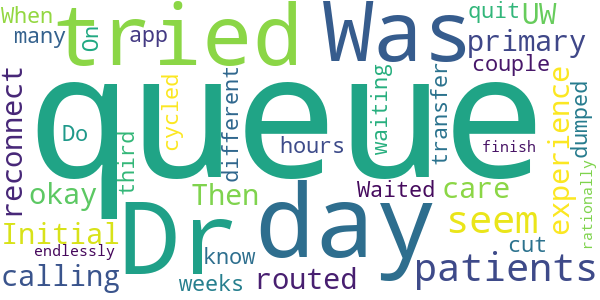 When
many
On
app
tried
Was
quit
UW
primary
couple
reconnect
Do
third
cycled
different
queue
hours
waiting
transfer
finish
experience
dumped
rationally
okay
Then
Dr
day
Waited
care
seem
Initial
endlessly
know
cut
calling
weeks
routed
patients